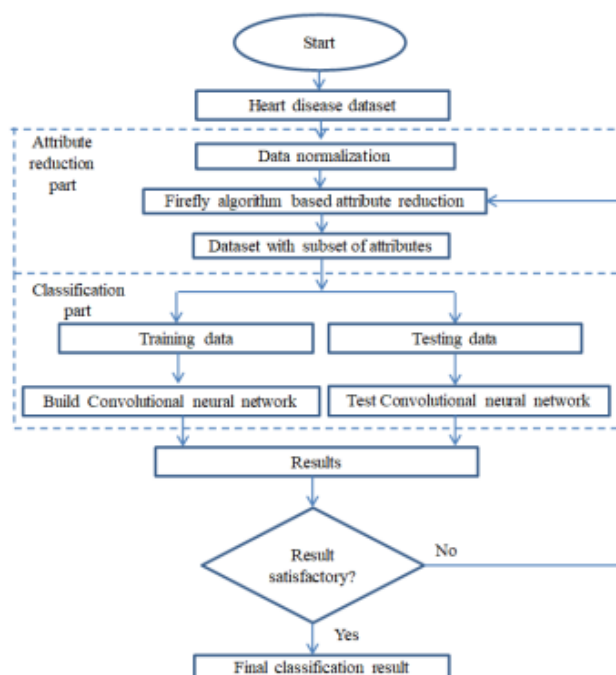 Start
Heart disease dataset
Attribute
reduction
part
Data normalization
Firefly algorithm based attribute reduction
Dataset with subset of attributes
Classification
part
Training data
Testing data
Build Convolutional neural network
Test Convolutional neural network
Results
Result
satisfactory?
No
Yes
Final classification result